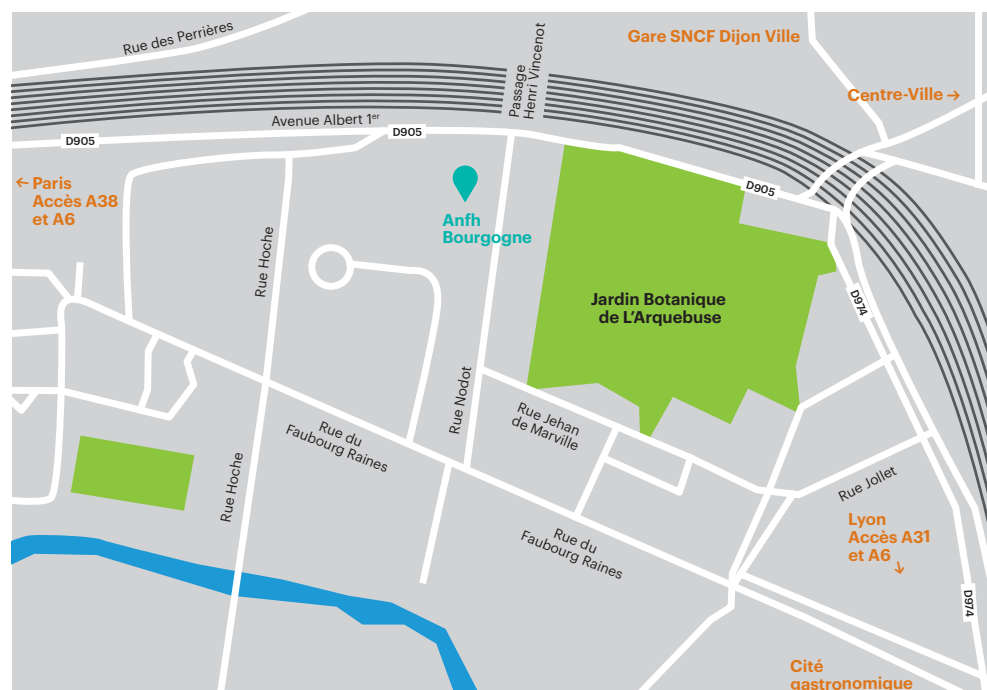 Rue des Perrières
Gare SNCF Dijon Ville
Passage
Henri Vincenot
Centre-Ville →
Avenue Albert 1er
D905
D905
← Paris
Accès A38
et A6
D905
Anfh
Bourgogne
Rue Hoche
Jardin Botanique
de L'Arquebuse
D974
Rue Nodot
Rue Jehan
de Marville
Rue du
Faubourg Raines
Rue Hoche
Rue Jollet
Rue du
Faubourg Raines
Lyon
Accès A31
et A6
↓
D974
Cité
gastronomique